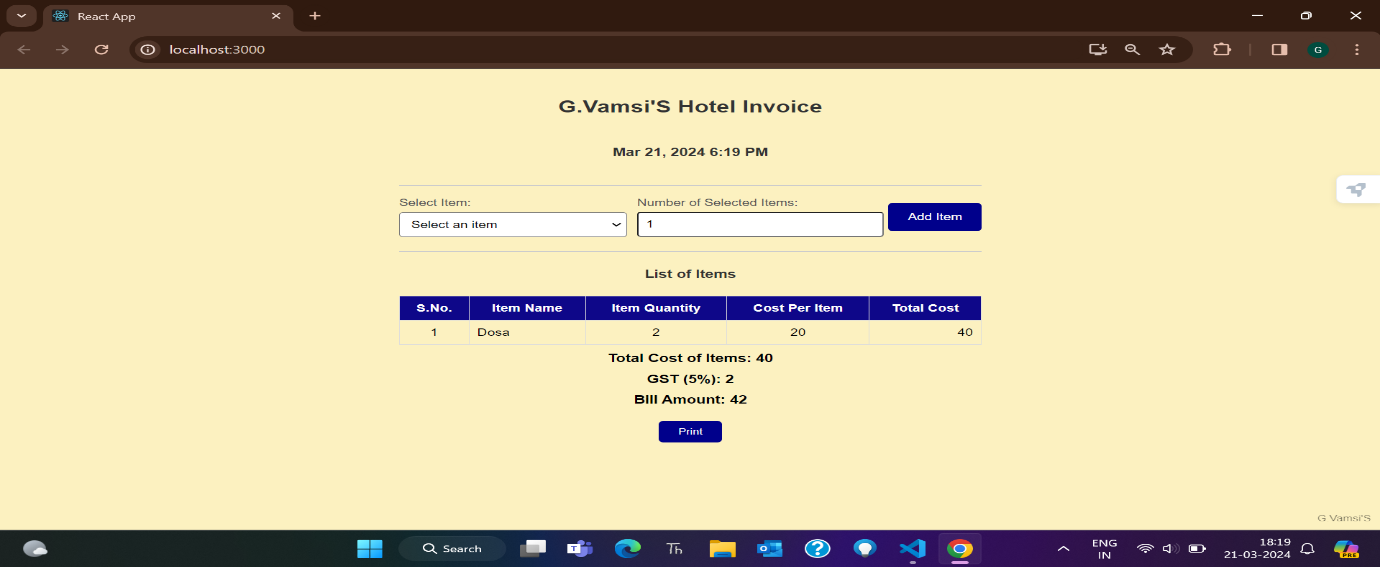 React App
localhost:3000
G
G.Vamsi'S Hotel Invoice
Mar 21, 2024 6:19 PM
Select Item:
Number of Selected Items:
Select an item
1
Add Item
List of Items
S.No. Item Name Item Quantity Cost Per Item Total Cost
1 Dosa 2 20 40
Total Cost of Items: 40
GST (5%): 2
Bill Amount: 42
Print
G Vamsi'S
Search
T
Th
O
?
ENG
IN
18:19
21-03-2024
PRE